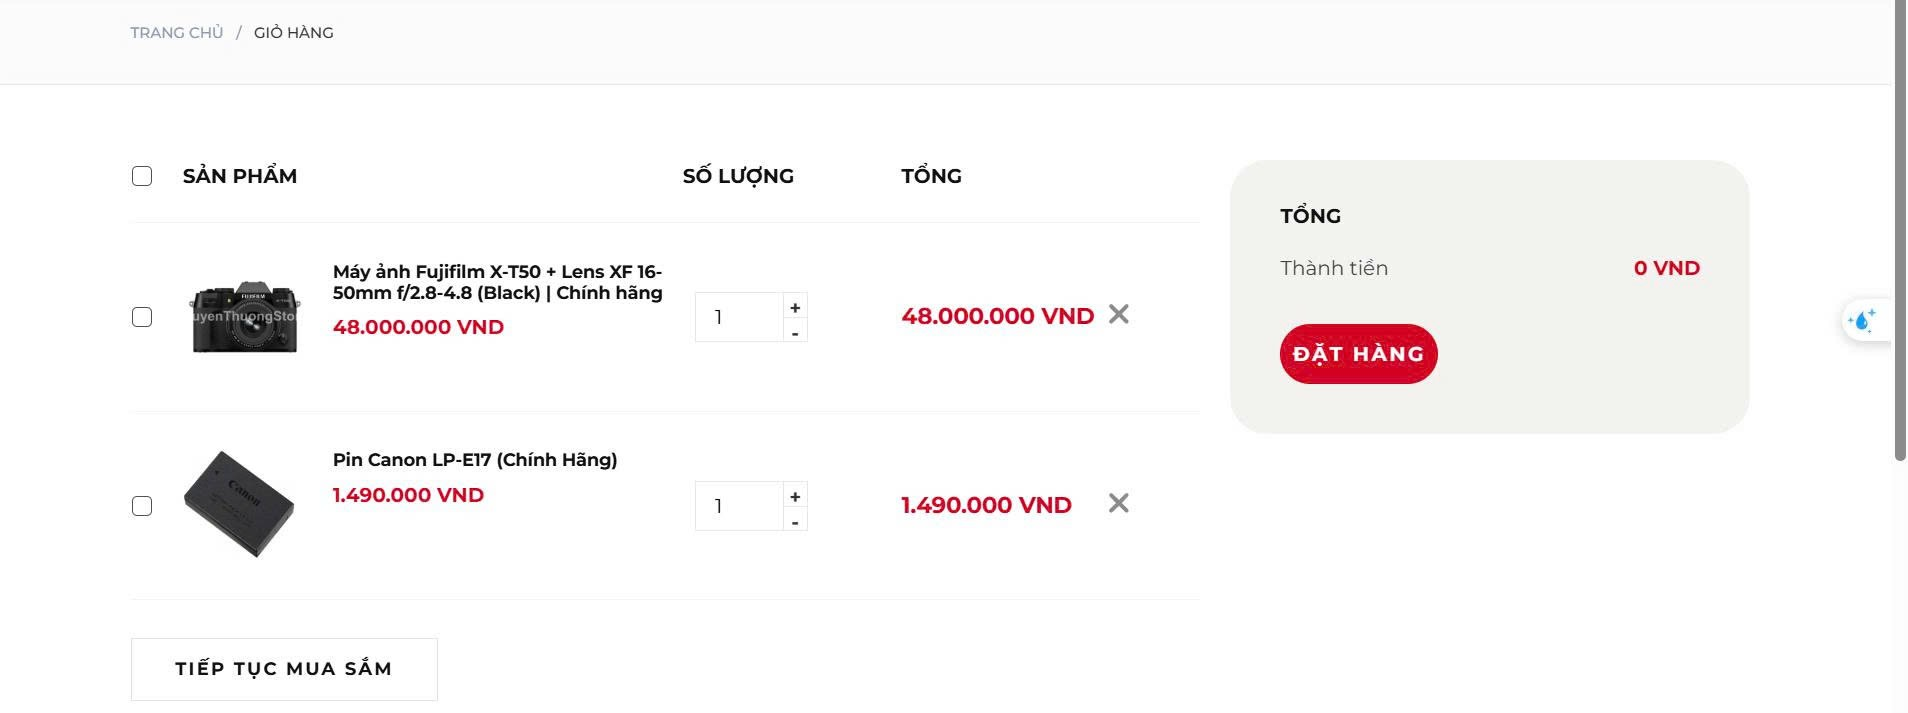 TRANG CHỦ / GIỎ HÀNG
SẢN PHẨM SỐ LƯỢNG TỔNG
Máy ảnh Fujifilm X-T50 + Lens XF 16-
50mm f/2.8-4.8 (Black) | Chính hãng
48.000.000 VND
1
+
-
48.000.000 VND
FUJIFILM
uyenThuongStor
Pin Canon LP-E17 (Chính Hãng)
1.490.000 VND
1
+
-
1.490.000 VND
Canon
TIẾP TỤC MUA SẮM
TỔNG
Thành tiền 0 VND
ĐẶT HÀNG